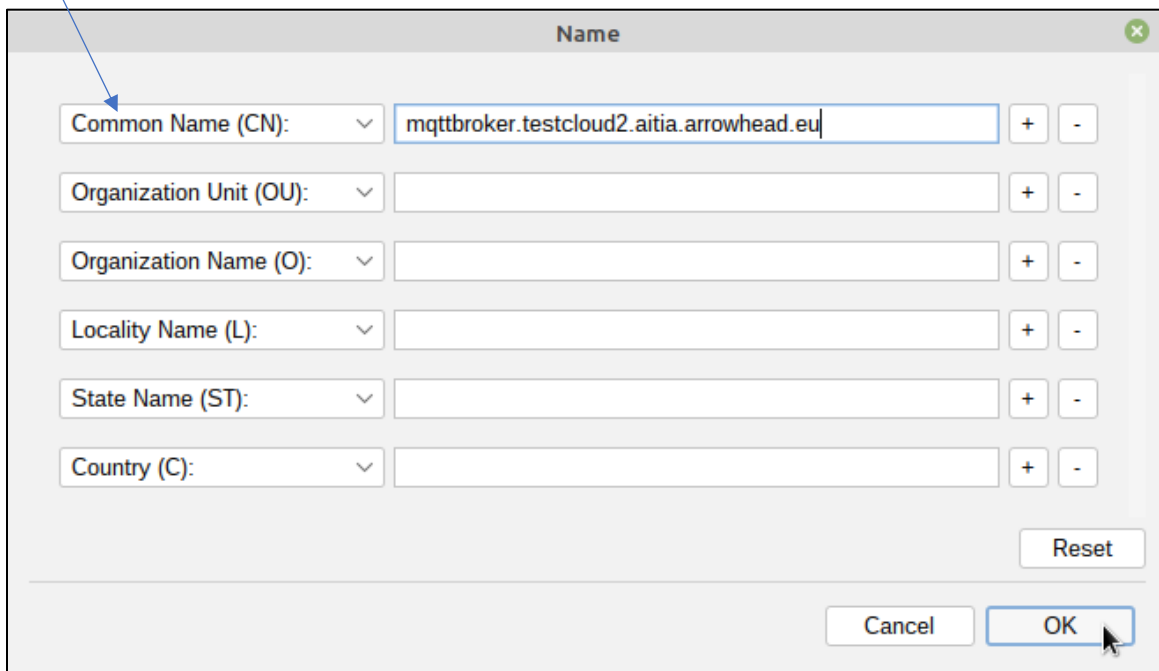 Name
Common Name (CN): mqttbroker.testcloud2.aitia.arrowhead.eu + -
Organization Unit (OU): + -
Organization Name (O): + -
Locality Name (L): + -
State Name (ST): + -
Country (C): + -
Reset
Cancel OK